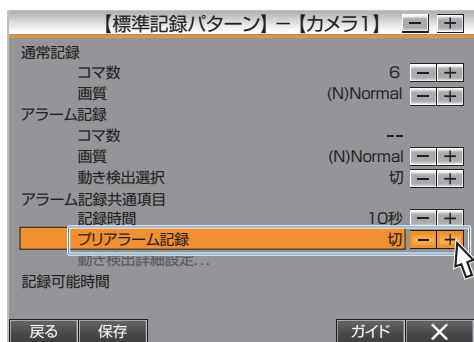 【標準記録パターン】－【カメラ1】 － ＋
通常記録
コマ数 6 － ＋
画質 (N)Normal － ＋
アラーム記録
コマ数 --
画質 (N)Normal － ＋
動き検出選択 切 － ＋
アラーム記録共通項目
記録時間 10秒 － ＋
プリアラーム記録 切 － ＋
動き検出詳細設定...
記録可能時間
戻る 保存 ガイド ×